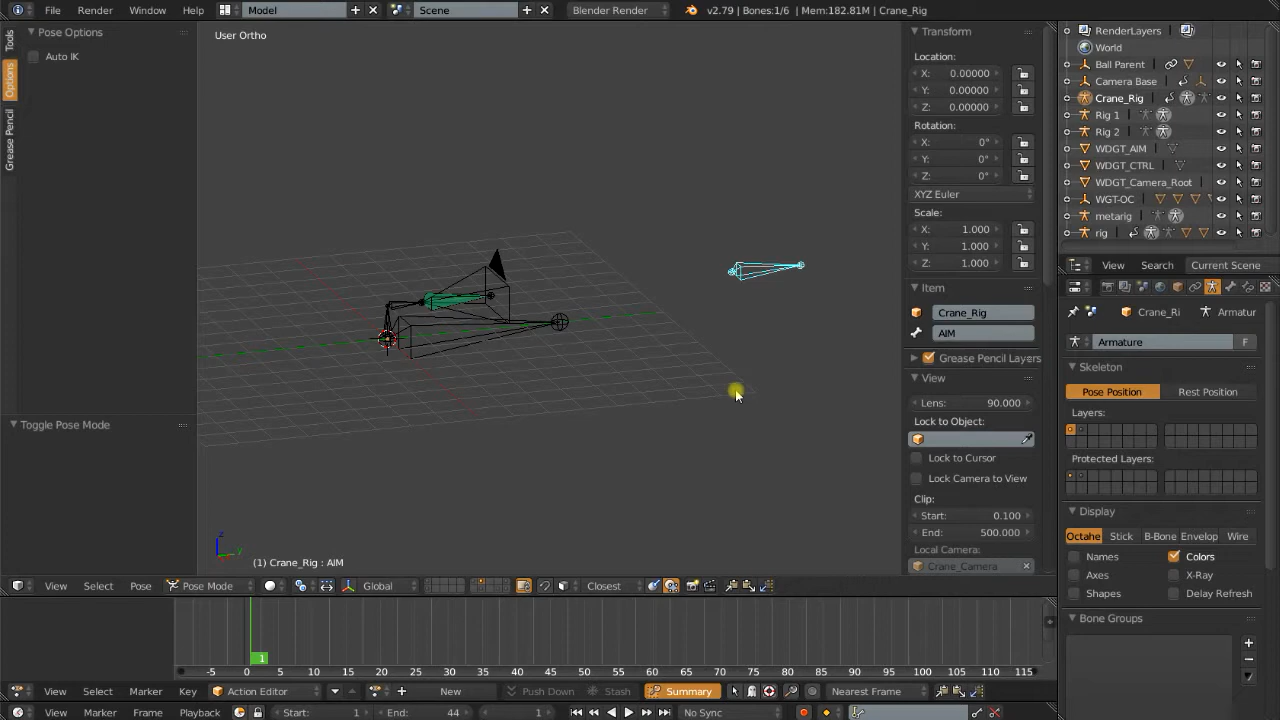 File Render Window Help Model Scene Blender Render v2.79 | Bones:1/6 | Mem:182.81M | Crane_Rig
Tools
Options
Grease Pencil
Pose Options
Auto IK
Toggle Pose Mode
User Ortho
(1) Crane_Rig : AIM
Transform
Location:
X: 0.00000
Y: 0.00000
Z: 0.00000
Rotation:
X: 0°
Y: 0°
Z: 0°
XYZ Euler
Scale:
X: 1.000
Y: 1.000
Z: 1.000
Item
Crane_Rig
AIM
Grease Pencil Layers
View
Lens: 90.000
Lock to Object:
Lock to Cursor
Lock Camera to View
Clip:
Start: 0.100
End: 500.000
Local Camera:
Crane_Camera
RenderLayers
World
Ball Parent
Camera Base
Crane_Rig
Rig 1
Rig 2
WDGT_AIM
WDGT_CTRL
WDGT_Camera_Root
WGT-OC
metarig
rig
View Search Current Scene
Crane_Ri Armatur
Armature F
Skeleton
Pose Position Rest Position
Layers:
Protected Layers:
Display
Octahe Stick B-Bone Envelop Wire
Names Colors
Axes X-Ray
Shapes Delay Refresh
Bone Groups
View Select Pose Pose Mode Global Closest
1
-5 0 5 10 15 20 25 30 35 40 45 50 55 60 65 70 75 80 85 90 95 100 105 110 115
View Select Marker Key Action Editor New Push Down Stash Summary Nearest Frame
View Marker Frame Playback Start: 1 End: 44 1 No Sync